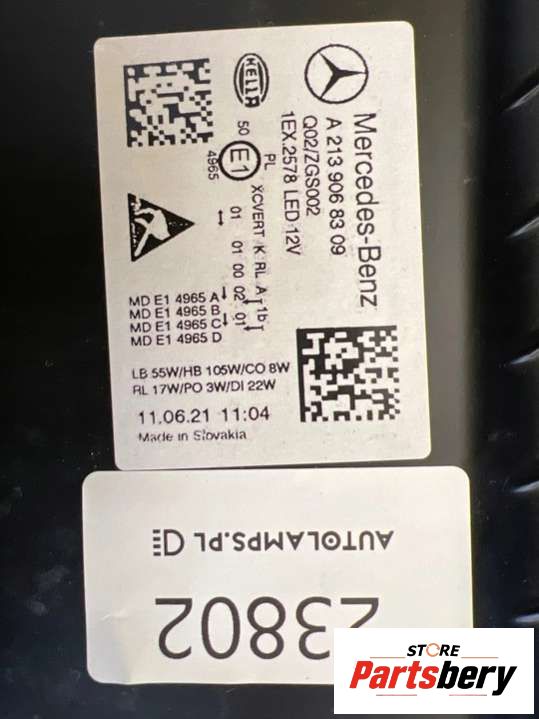 Mercedes-Benz
A 213 906 83 09
Q02/ZGS002
1EX.2578 LED 12V
HELLA
50
E1
4965
PL
XCVERT K RL A 1b
01 01 00 02 01
MD E1 4965 A
MD E1 4965 B
MD E1 4965 C
MD E1 4965 D
LB 55W/HB 105W/CO 8W
RL 17W/PO 3W/DI 22W
11.06.21 11:04
Made in Slovakia
AUTOLAMPS.PL
23802
STORE
Partsbery